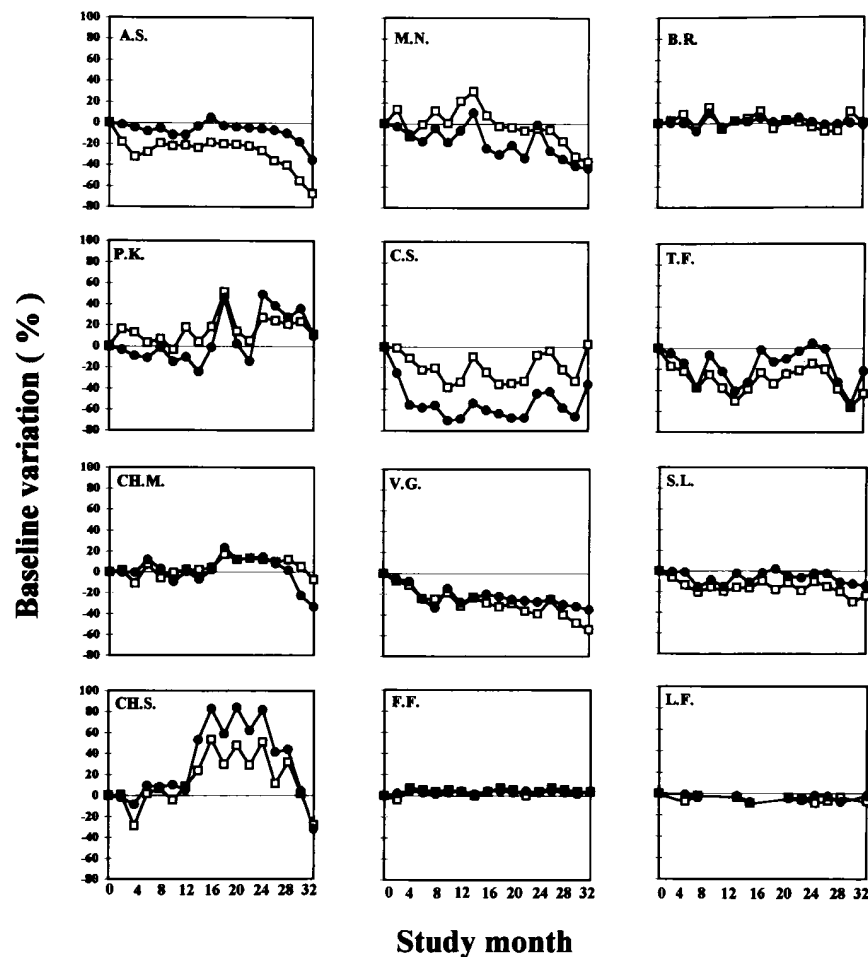 A.S.
M.N.
B.R.
100
80
60
40
20
0
-20
-40
-60
-80
P.K.
C.S.
T.F.
100
80
60
40
20
0
-20
-40
-60
-80
CH.M.
V.G.
S.L.
100
80
60
40
20
0
-20
-40
-60
-80
CH.S.
F.F.
L.F.
100
80
60
40
20
0
-20
-40
-60
-80
0 4 8 12 16 20 24 28 32
0 4 8 12 16 20 24 28 32
0 4 8 12 16 20 24 28 32
Baseline variation ( % )
Study month